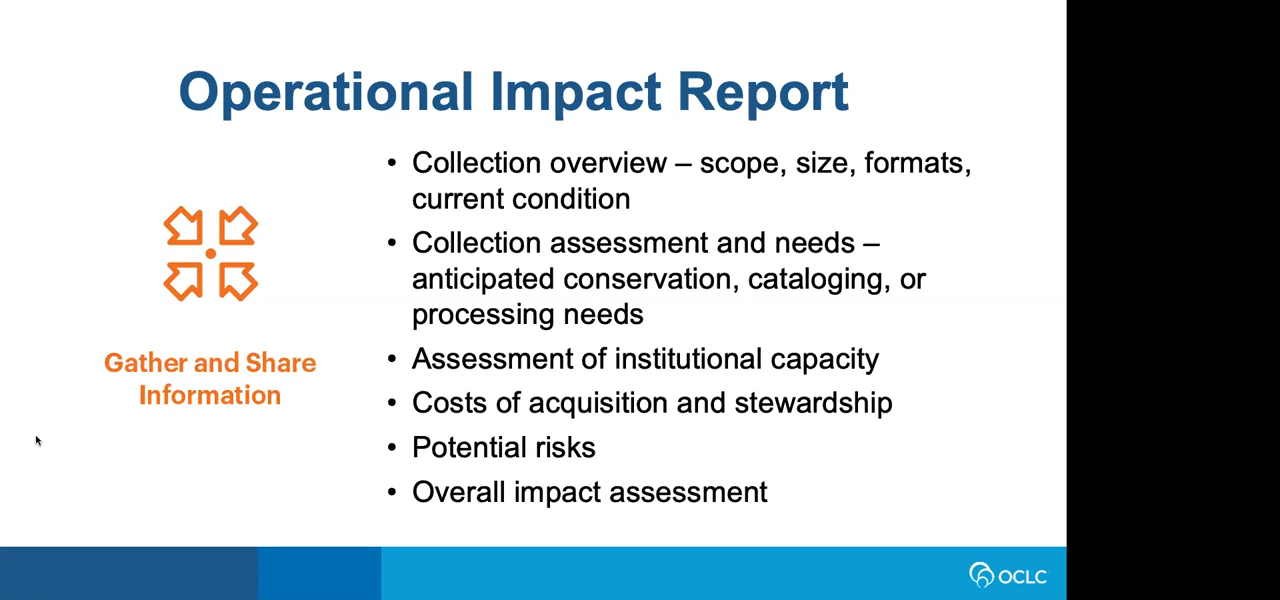 Operational Impact Report
• Collection overview – scope, size, formats,
current condition
• Collection assessment and needs –
anticipated conservation, cataloging, or
processing needs
• Assessment of institutional capacity
• Costs of acquisition and stewardship
• Potential risks
• Overall impact assessment
Gather and Share
Information
OCLC